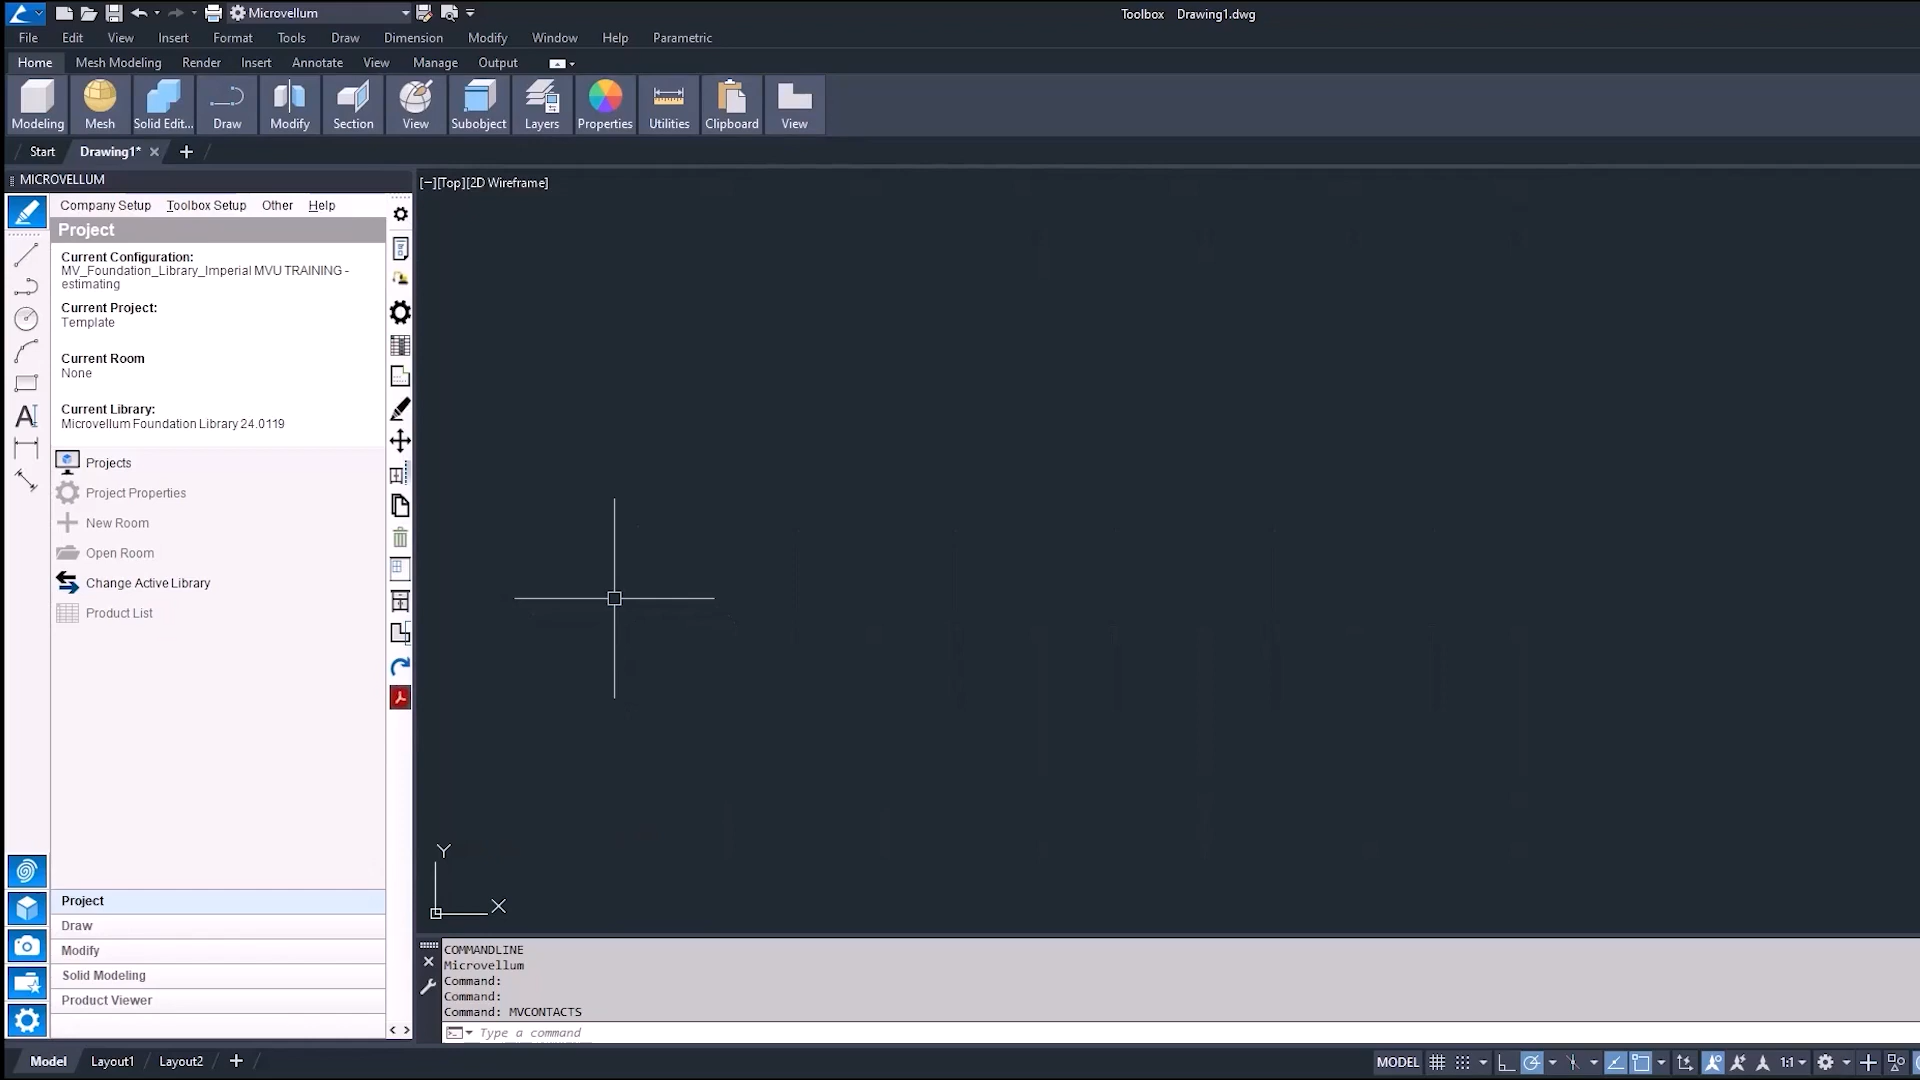 Microvellum
Toolbox Drawing1.dwg
File Edit View Insert Format Tools Draw Dimension Modify Window Help Parametric
Home Mesh Modeling Render Insert Annotate View Manage Output
Modeling Mesh Solid Edit... Draw Modify Section View Subobject Layers Properties Utilities Clipboard View
Start Drawing1*
MICROVELLUM
[−][Top][2D Wireframe]
Company Setup Toolbox Setup Other Help
Project
Current Configuration:
MV_Foundation_Library_Imperial MVU TRAINING -
estimating
Current Project:
Template
Current Room
None
Current Library:
Microvellum Foundation Library 24.0119
Projects
Project Properties
New Room
Open Room
Change Active Library
Product List
Y
X
Project
Draw
Modify
Solid Modeling
Product Viewer
COMMANDLINE
Microvellum
Command:
Command:
Command: MVCONTACTS
Type a command
Model Layout1 Layout2
MODEL
1:1